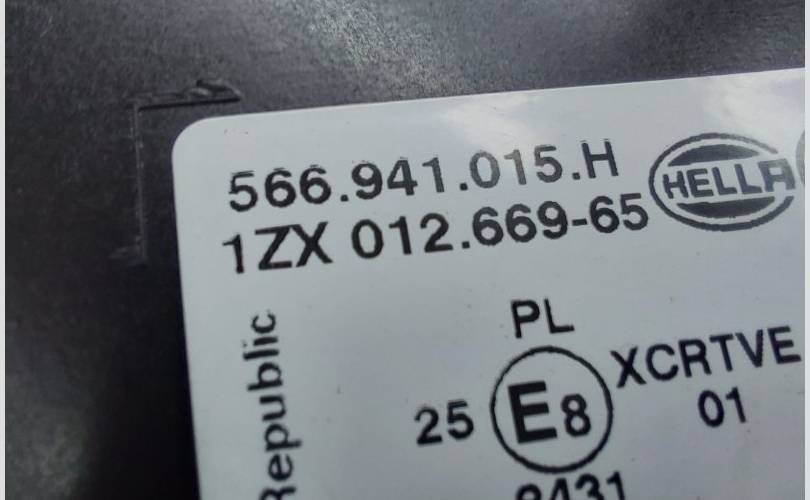 566.941.015.H
HELLA
1ZX 012.669-65
Republic
PL
XCRTVE
25 E8 01